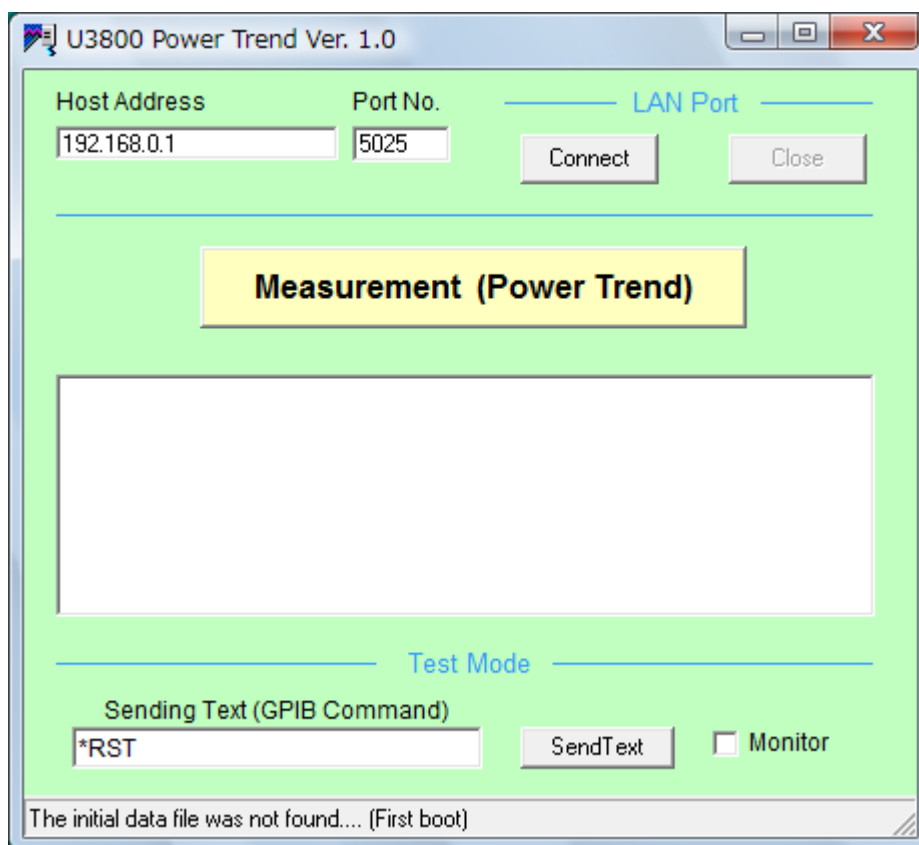 U3800 Power Trend Ver. 1.0
Host Address Port No. LAN Port
192.168.0.1 5025 Connect Close
Measurement (Power Trend)
Test Mode
Sending Text (GPIB Command)
*RST SendText Monitor
The initial data file was not found.... (First boot)